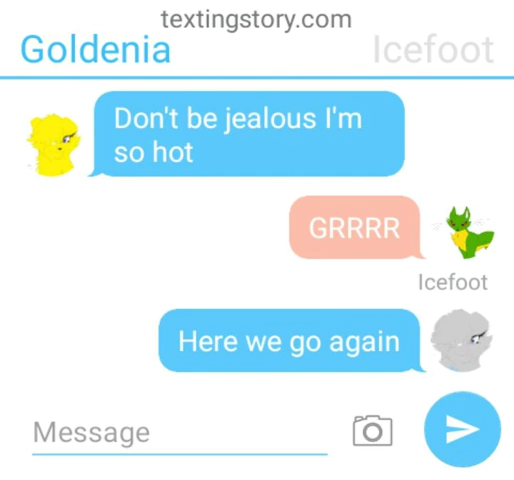 textingstory.com
Goldenia Icefoot
Don't be jealous I'm
so hot
GRRRR
Icefoot
Here we go again
Message